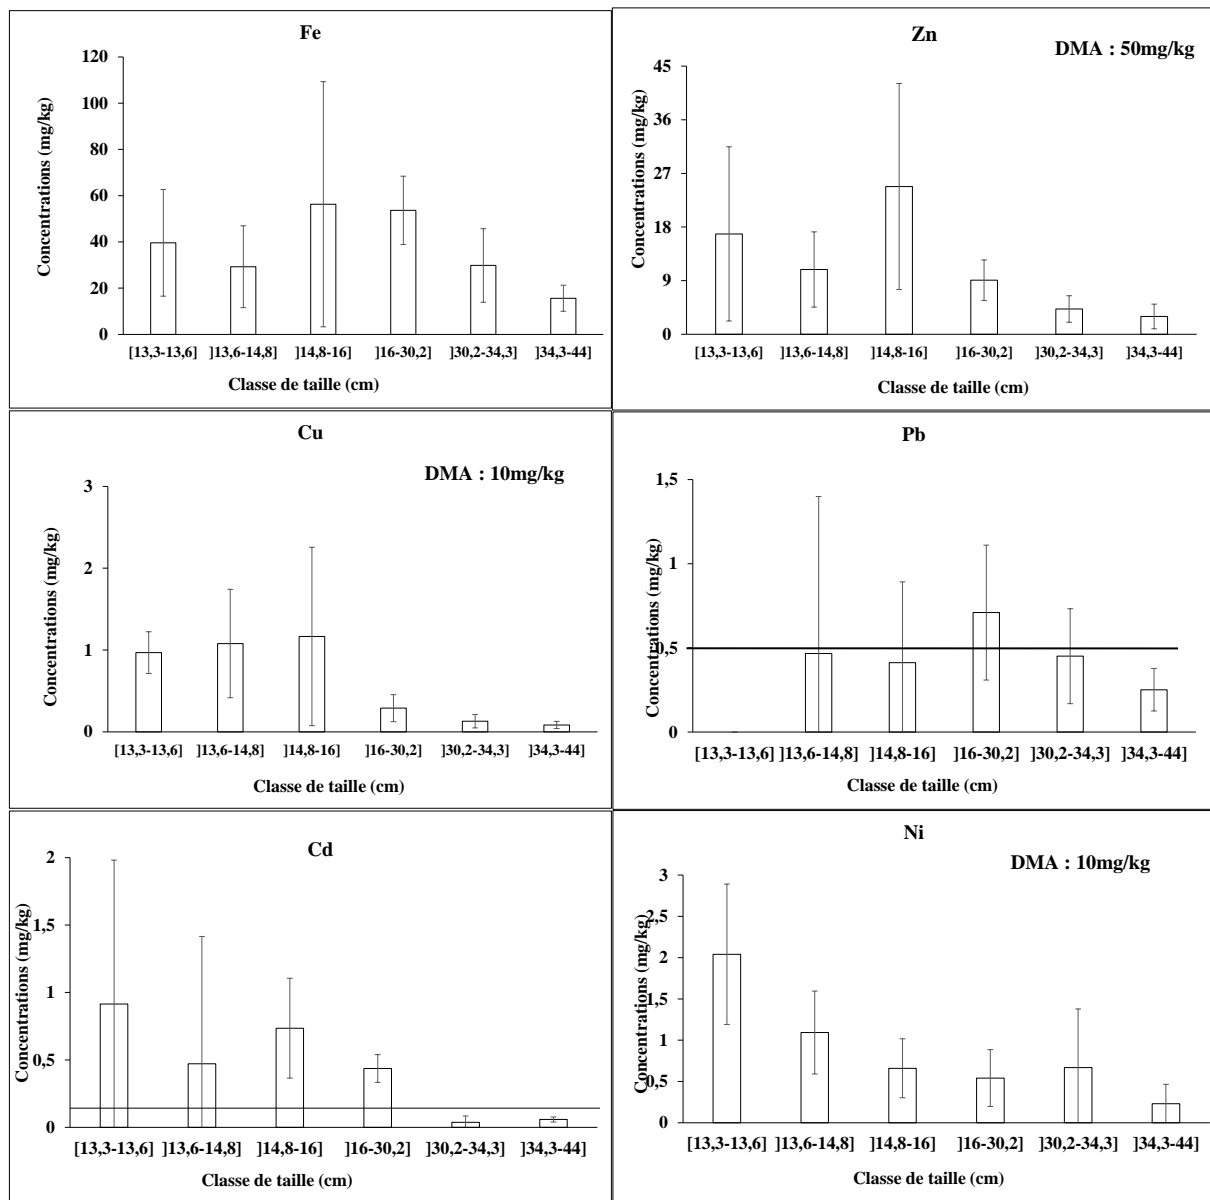 Fe
120
100
80
60
40
20
0
Concentrations (mg/kg)
[13,3-13,6] ]13,6-14,8] ]14,8-16] ]16-30,2] ]30,2-34,3] ]34,3-44]
Classe de taille (cm)
Zn
DMA : 50mg/kg
45
36
27
18
9
0
Concentrations (mg/kg)
[13,3-13,6] ]13,6-14,8] ]14,8-16] ]16-30,2] ]30,2-34,3] ]34,3-44]
Classe de taille (cm)
Cu
DMA : 10mg/kg
3
2
1
0
Concentrations (mg/kg)
[13,3-13,6] ]13,6-14,8] ]14,8-16] ]16-30,2] ]30,2-34,3] ]34,3-44]
Classe de taille (cm)
Pb
1,5
1
0,5
0
Concentrations (mg/kg)
[13,3-13,6] ]13,6-14,8] ]14,8-16] ]16-30,2] ]30,2-34,3] ]34,3-44]
Classe de taille (cm)
Cd
2
1,5
1
0,5
0
Concentrations (mg/kg)
[13,3-13,6] ]13,6-14,8] ]14,8-16] ]16-30,2] ]30,2-34,3] ]34,3-44]
Classe de taille (cm)
Ni
DMA : 10mg/kg
3
2,5
2
1,5
1
0,5
0
Concentrations (mg/kg)
[13,3-13,6] ]13,6-14,8] ]14,8-16] ]16-30,2] ]30,2-34,3] ]34,3-44]
Classe de taille (cm)